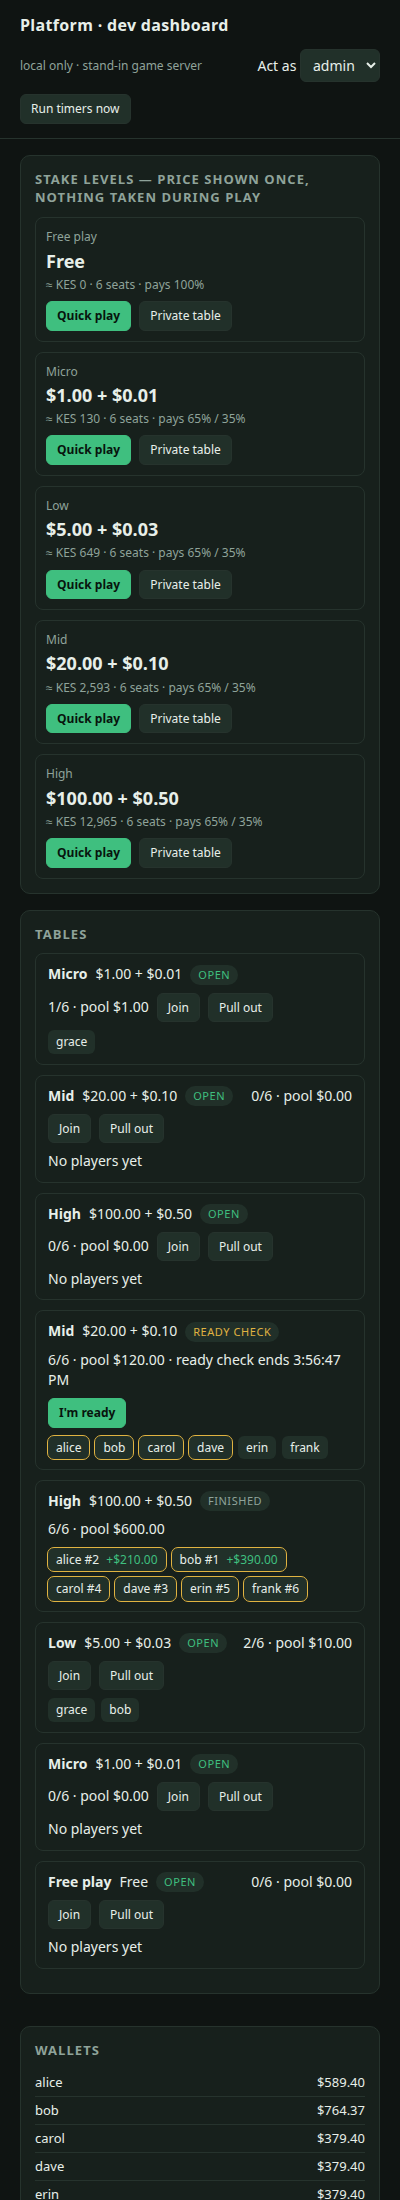 Platform · dev dashboard
local only · stand-in game server
Act as admin
Run timers now
STAKE LEVELS — PRICE SHOWN ONCE,
NOTHING TAKEN DURING PLAY
Free play
Free
≈ KES 0 · 6 seats · pays 100%
Quick play Private table
Micro
$1.00 + $0.01
≈ KES 130 · 6 seats · pays 65% / 35%
Quick play Private table
Low
$5.00 + $0.03
≈ KES 649 · 6 seats · pays 65% / 35%
Quick play Private table
Mid
$20.00 + $0.10
≈ KES 2,593 · 6 seats · pays 65% / 35%
Quick play Private table
High
$100.00 + $0.50
≈ KES 12,965 · 6 seats · pays 65% / 35%
Quick play Private table
TABLES
Micro $1.00 + $0.01 OPEN
1/6 · pool $1.00 Join Pull out
grace
Mid $20.00 + $0.10 OPEN 0/6 · pool $0.00
Join Pull out
No players yet
High $100.00 + $0.50 OPEN
0/6 · pool $0.00 Join Pull out
No players yet
Mid $20.00 + $0.10 READY CHECK
6/6 · pool $120.00 · ready check ends 3:56:47
PM
I'm ready
alice bob carol dave erin frank
High $100.00 + $0.50 FINISHED
6/6 · pool $600.00
alice #2 +$210.00 bob #1 +$390.00
carol #4 dave #3 erin #5 frank #6
Low $5.00 + $0.03 OPEN 2/6 · pool $10.00
Join Pull out
grace bob
Micro $1.00 + $0.01 OPEN
0/6 · pool $0.00 Join Pull out
No players yet
Free play Free OPEN 0/6 · pool $0.00
Join Pull out
No players yet
WALLETS
alice $589.40
bob $764.37
carol $379.40
dave $379.40
erin $379.40